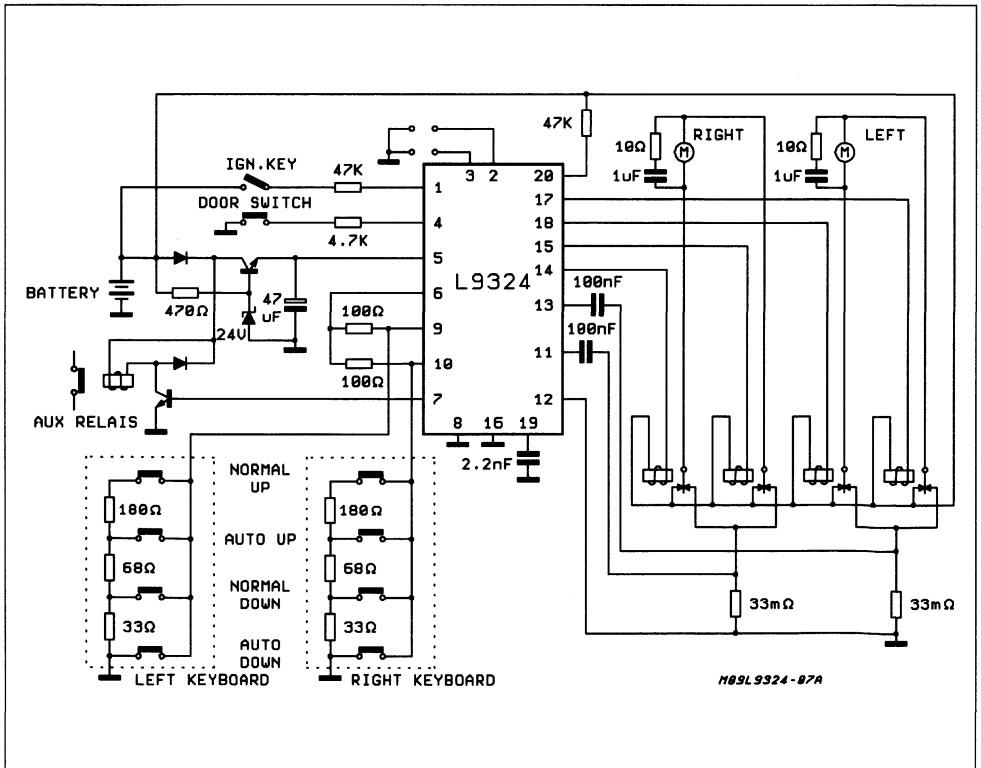 47K
RIGHT
LEFT
10Ω
M
10Ω
M
IGN.KEY
47K
3 2
20
1uF
1uF
1
17
DOOR SWITCH
4
18
4.7K
15
5
L9324
14
100nF
BATTERY
6
13
470Ω
47
uF
100Ω
9
100nF
24V
11
10
100Ω
7
12
AUX RELAIS
8 16 19
2.2nF
NORMAL
UP
180Ω
180Ω
AUTO UP
68Ω
68Ω
NORMAL
DOWN
33mΩ
33mΩ
33Ω
33Ω
AUTO
DOWN
LEFT KEYBOARD
RIGHT KEYBOARD
M89L9324-07A